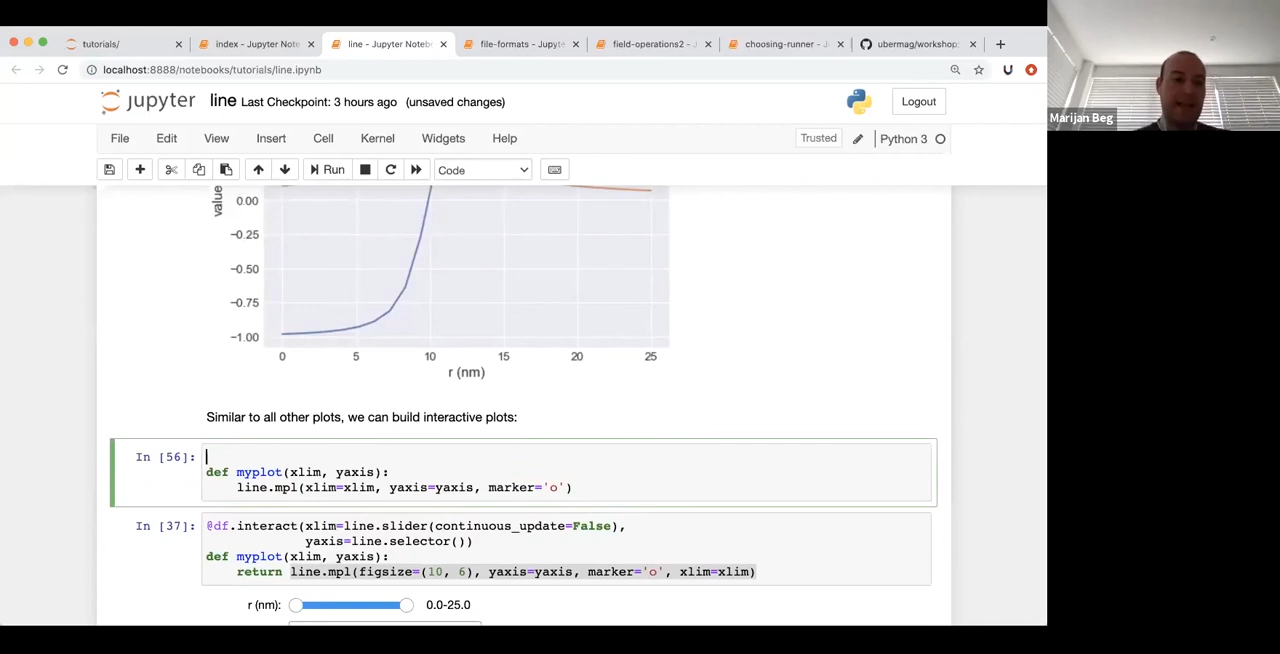 tutorials/
index - Jupyter Note
line - Jupyter Noteb
file-formats - Jupyte
field-operations2 - J
choosing-runner - J
ubermag/workshop:
localhost:8888/notebooks/tutorials/line.ipynb
jupyter line Last Checkpoint: 3 hours ago (unsaved changes)
Logout
Marijan Beg
File Edit View Insert Cell Kernel Widgets Help
Trusted
Python 3
Run
Code
value
0.00
−0.25
−0.50
−0.75
−1.00
0 5 10 15 20 25
r (nm)
Similar to all other plots, we can build interactive plots:
In [56]:
def myplot(xlim, yaxis):
line.mpl(xlim=xlim, yaxis=yaxis, marker='o')
In [37]: @df.interact(xlim=line.slider(continuous_update=False),
yaxis=line.selector())
def myplot(xlim, yaxis):
return line.mpl(figsize=(10, 6), yaxis=yaxis, marker='o', xlim=xlim)
r (nm): 0.0-25.0